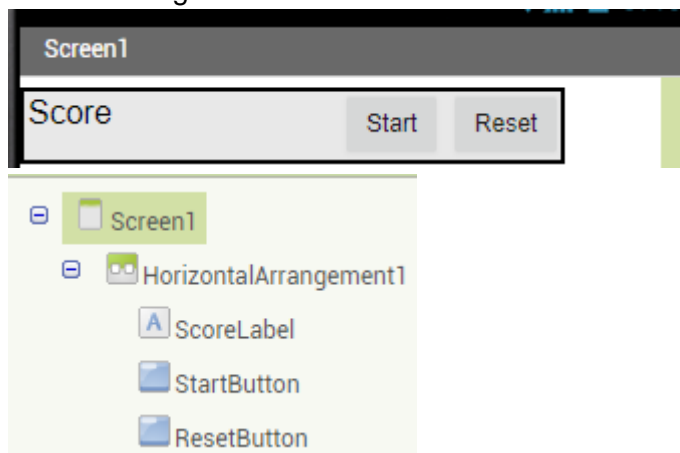 Screen1
Score Start Reset
Screen1
HorizontalArrangement1
A ScoreLabel
StartButton
ResetButton